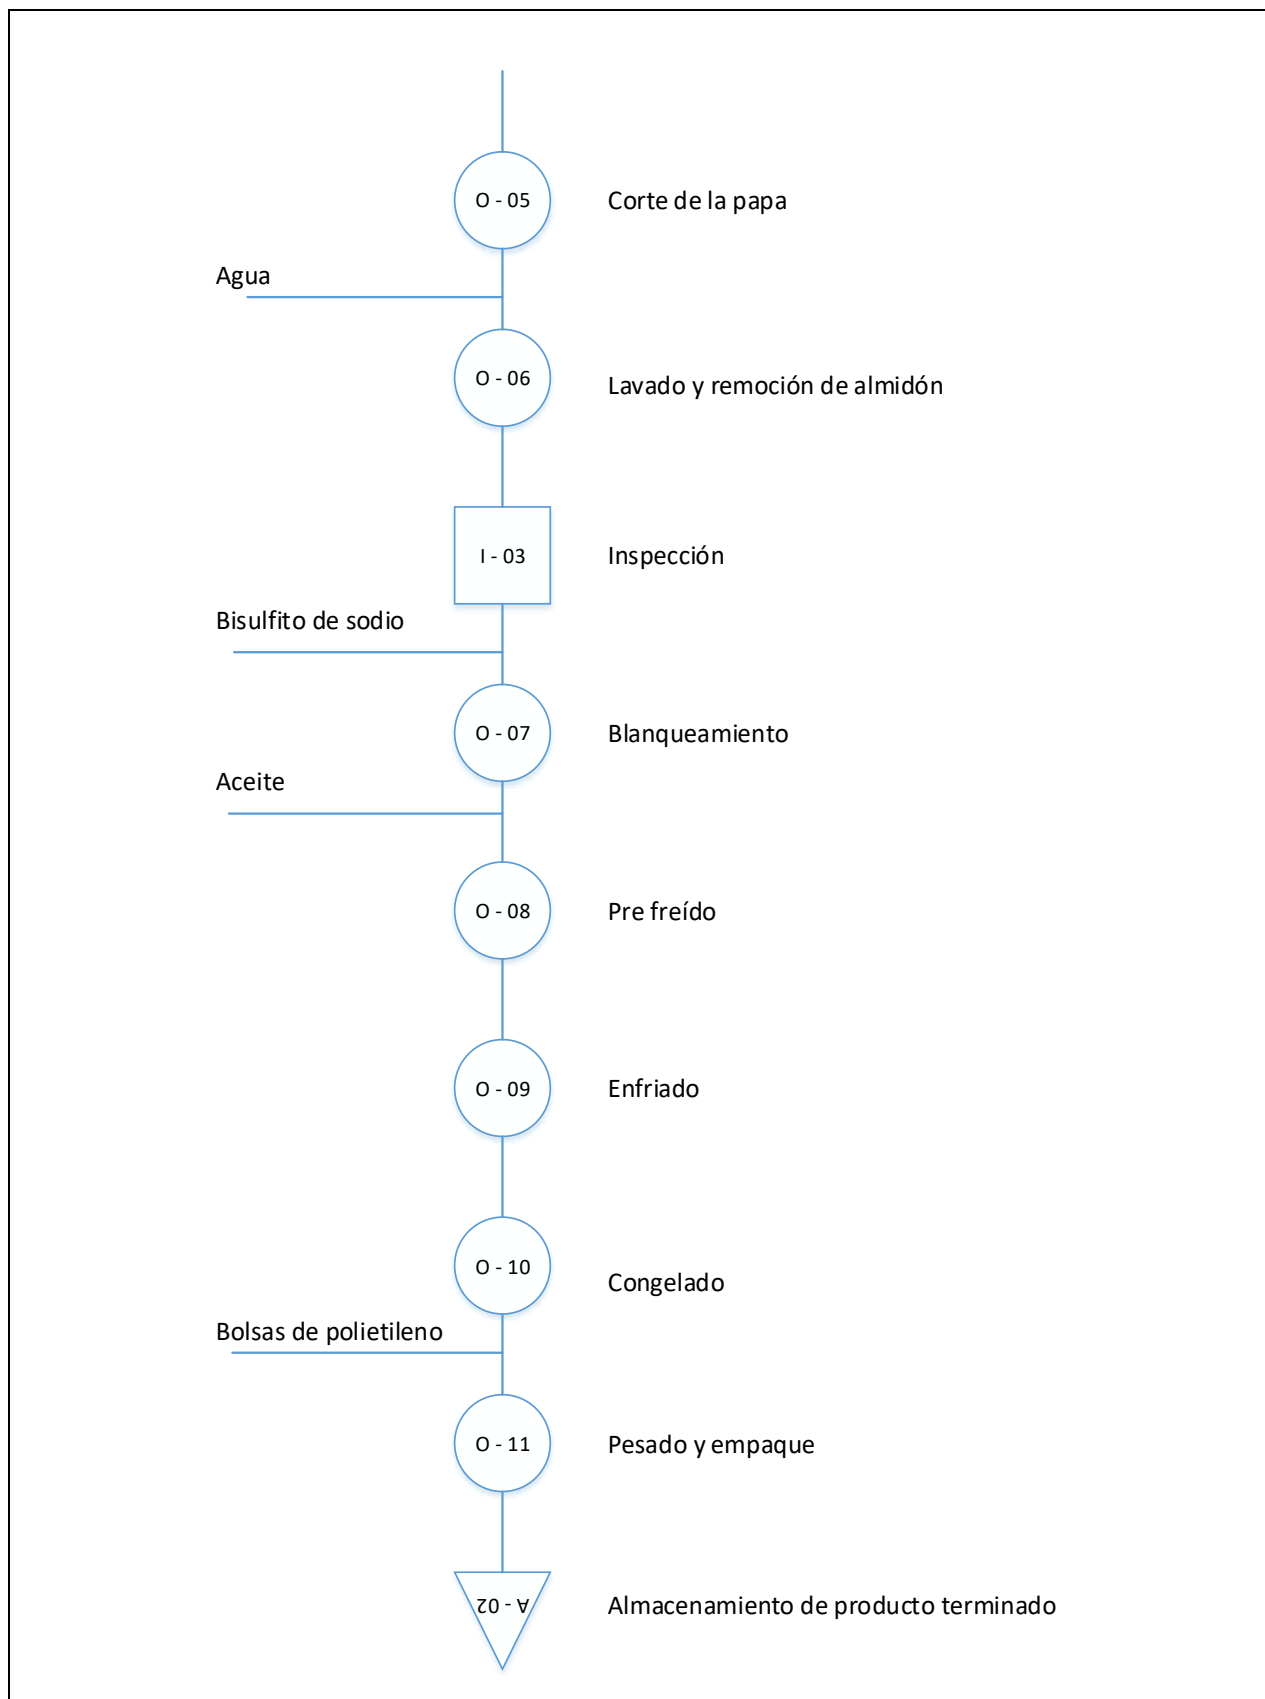 O - 05
Corte de la papa
Agua
O - 06
Lavado y remoción de almidón
I - 03
Inspección
Bisulfito de sodio
O - 07
Blanqueamiento
Aceite
O - 08
Pre freído
O - 09
Enfriado
O - 10
Congelado
Bolsas de polietileno
O - 11
Pesado y empaque
A - 02
Almacenamiento de producto terminado